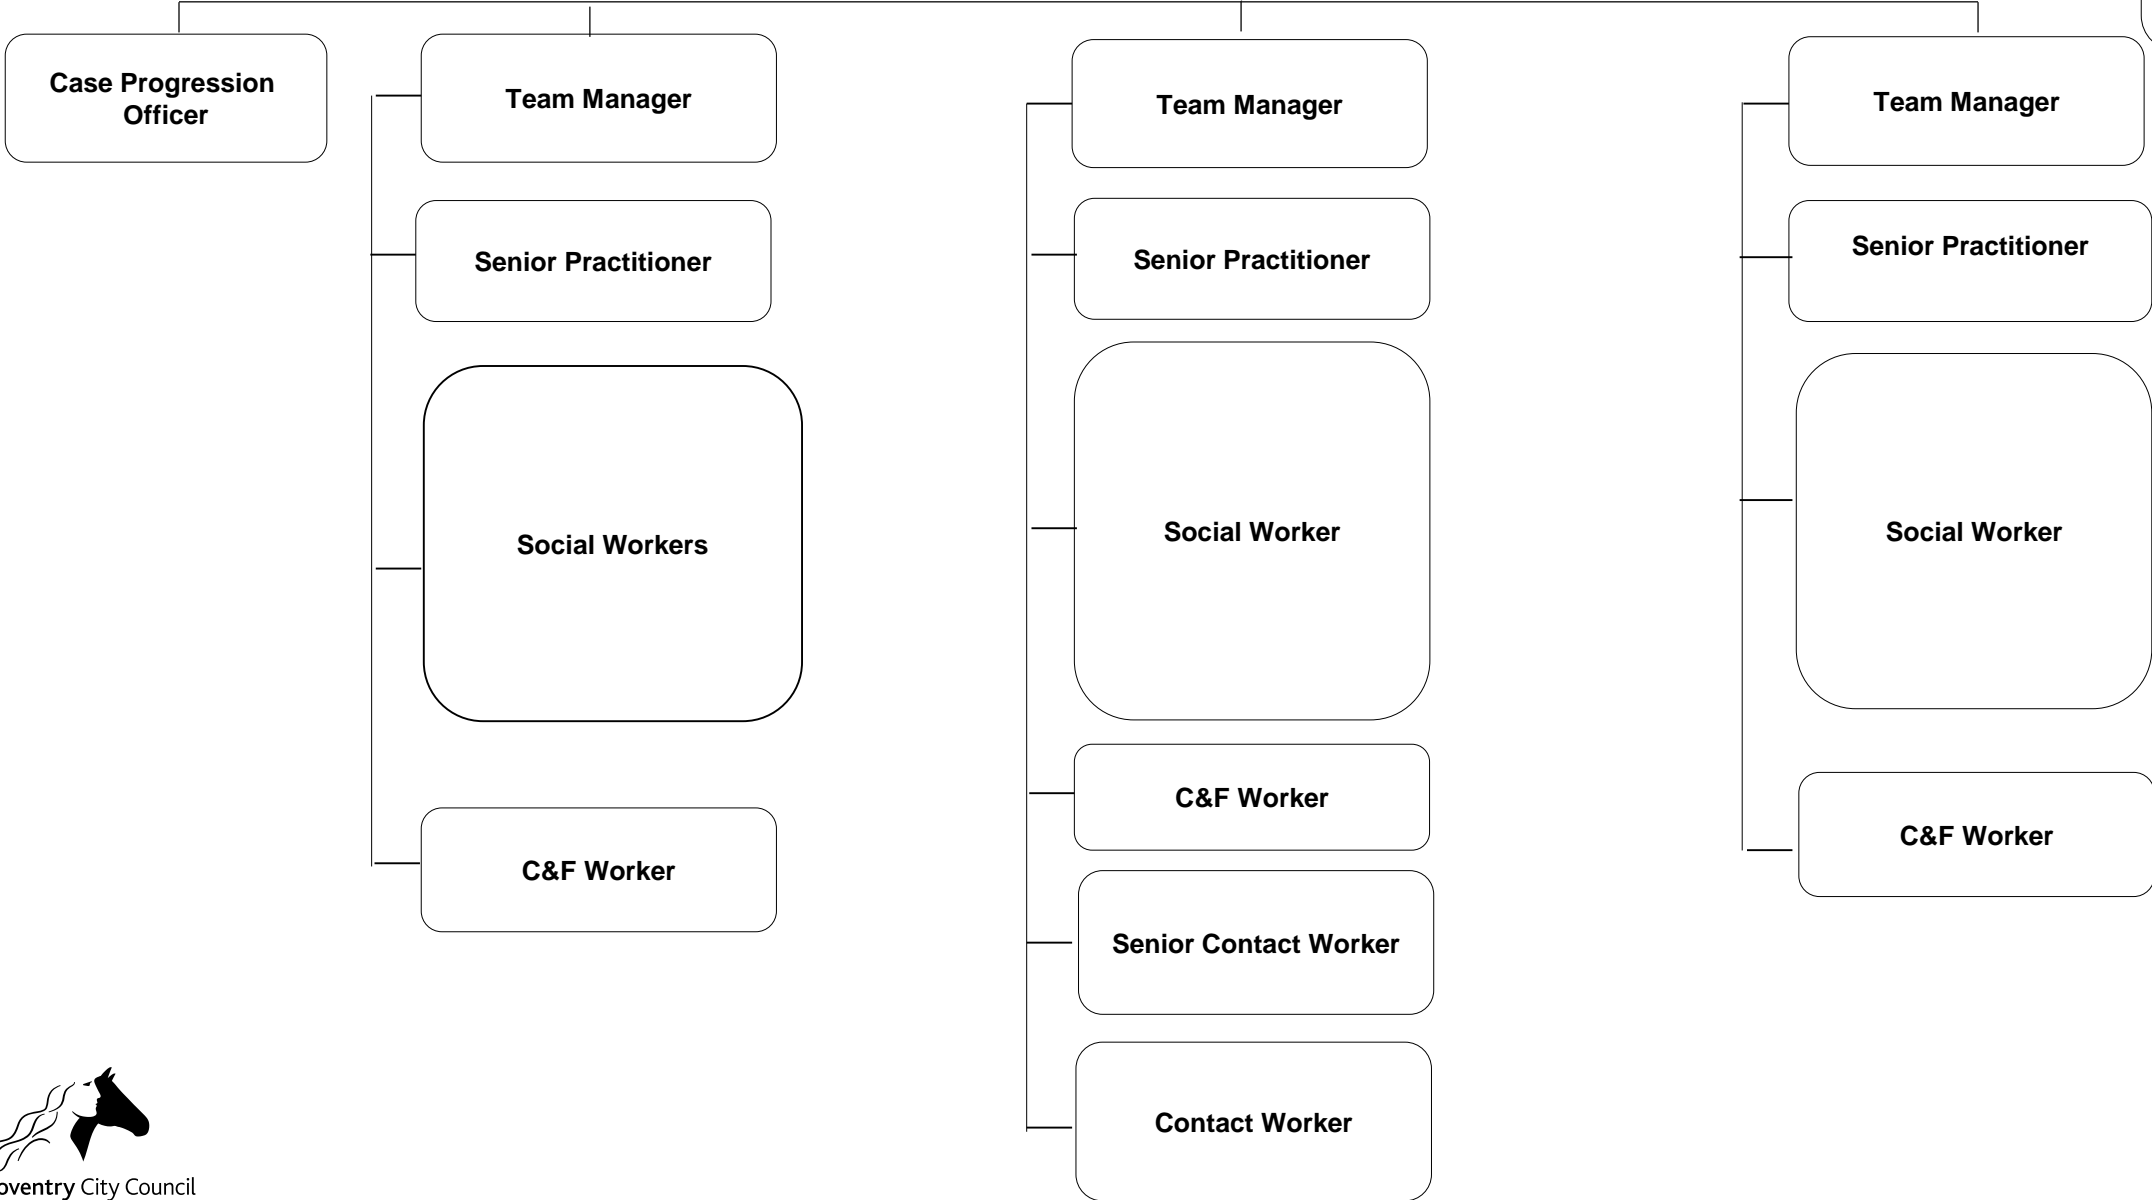 Case Progression
Officer
Team Manager
Senior Practitioner
Social Workers
C&F Worker
Team Manager
Senior Practitioner
Social Worker
C&F Worker
Senior Contact Worker
Contact Worker
Team Manager
Senior Practitioner
Social Worker
C&F Worker
oventry City Council